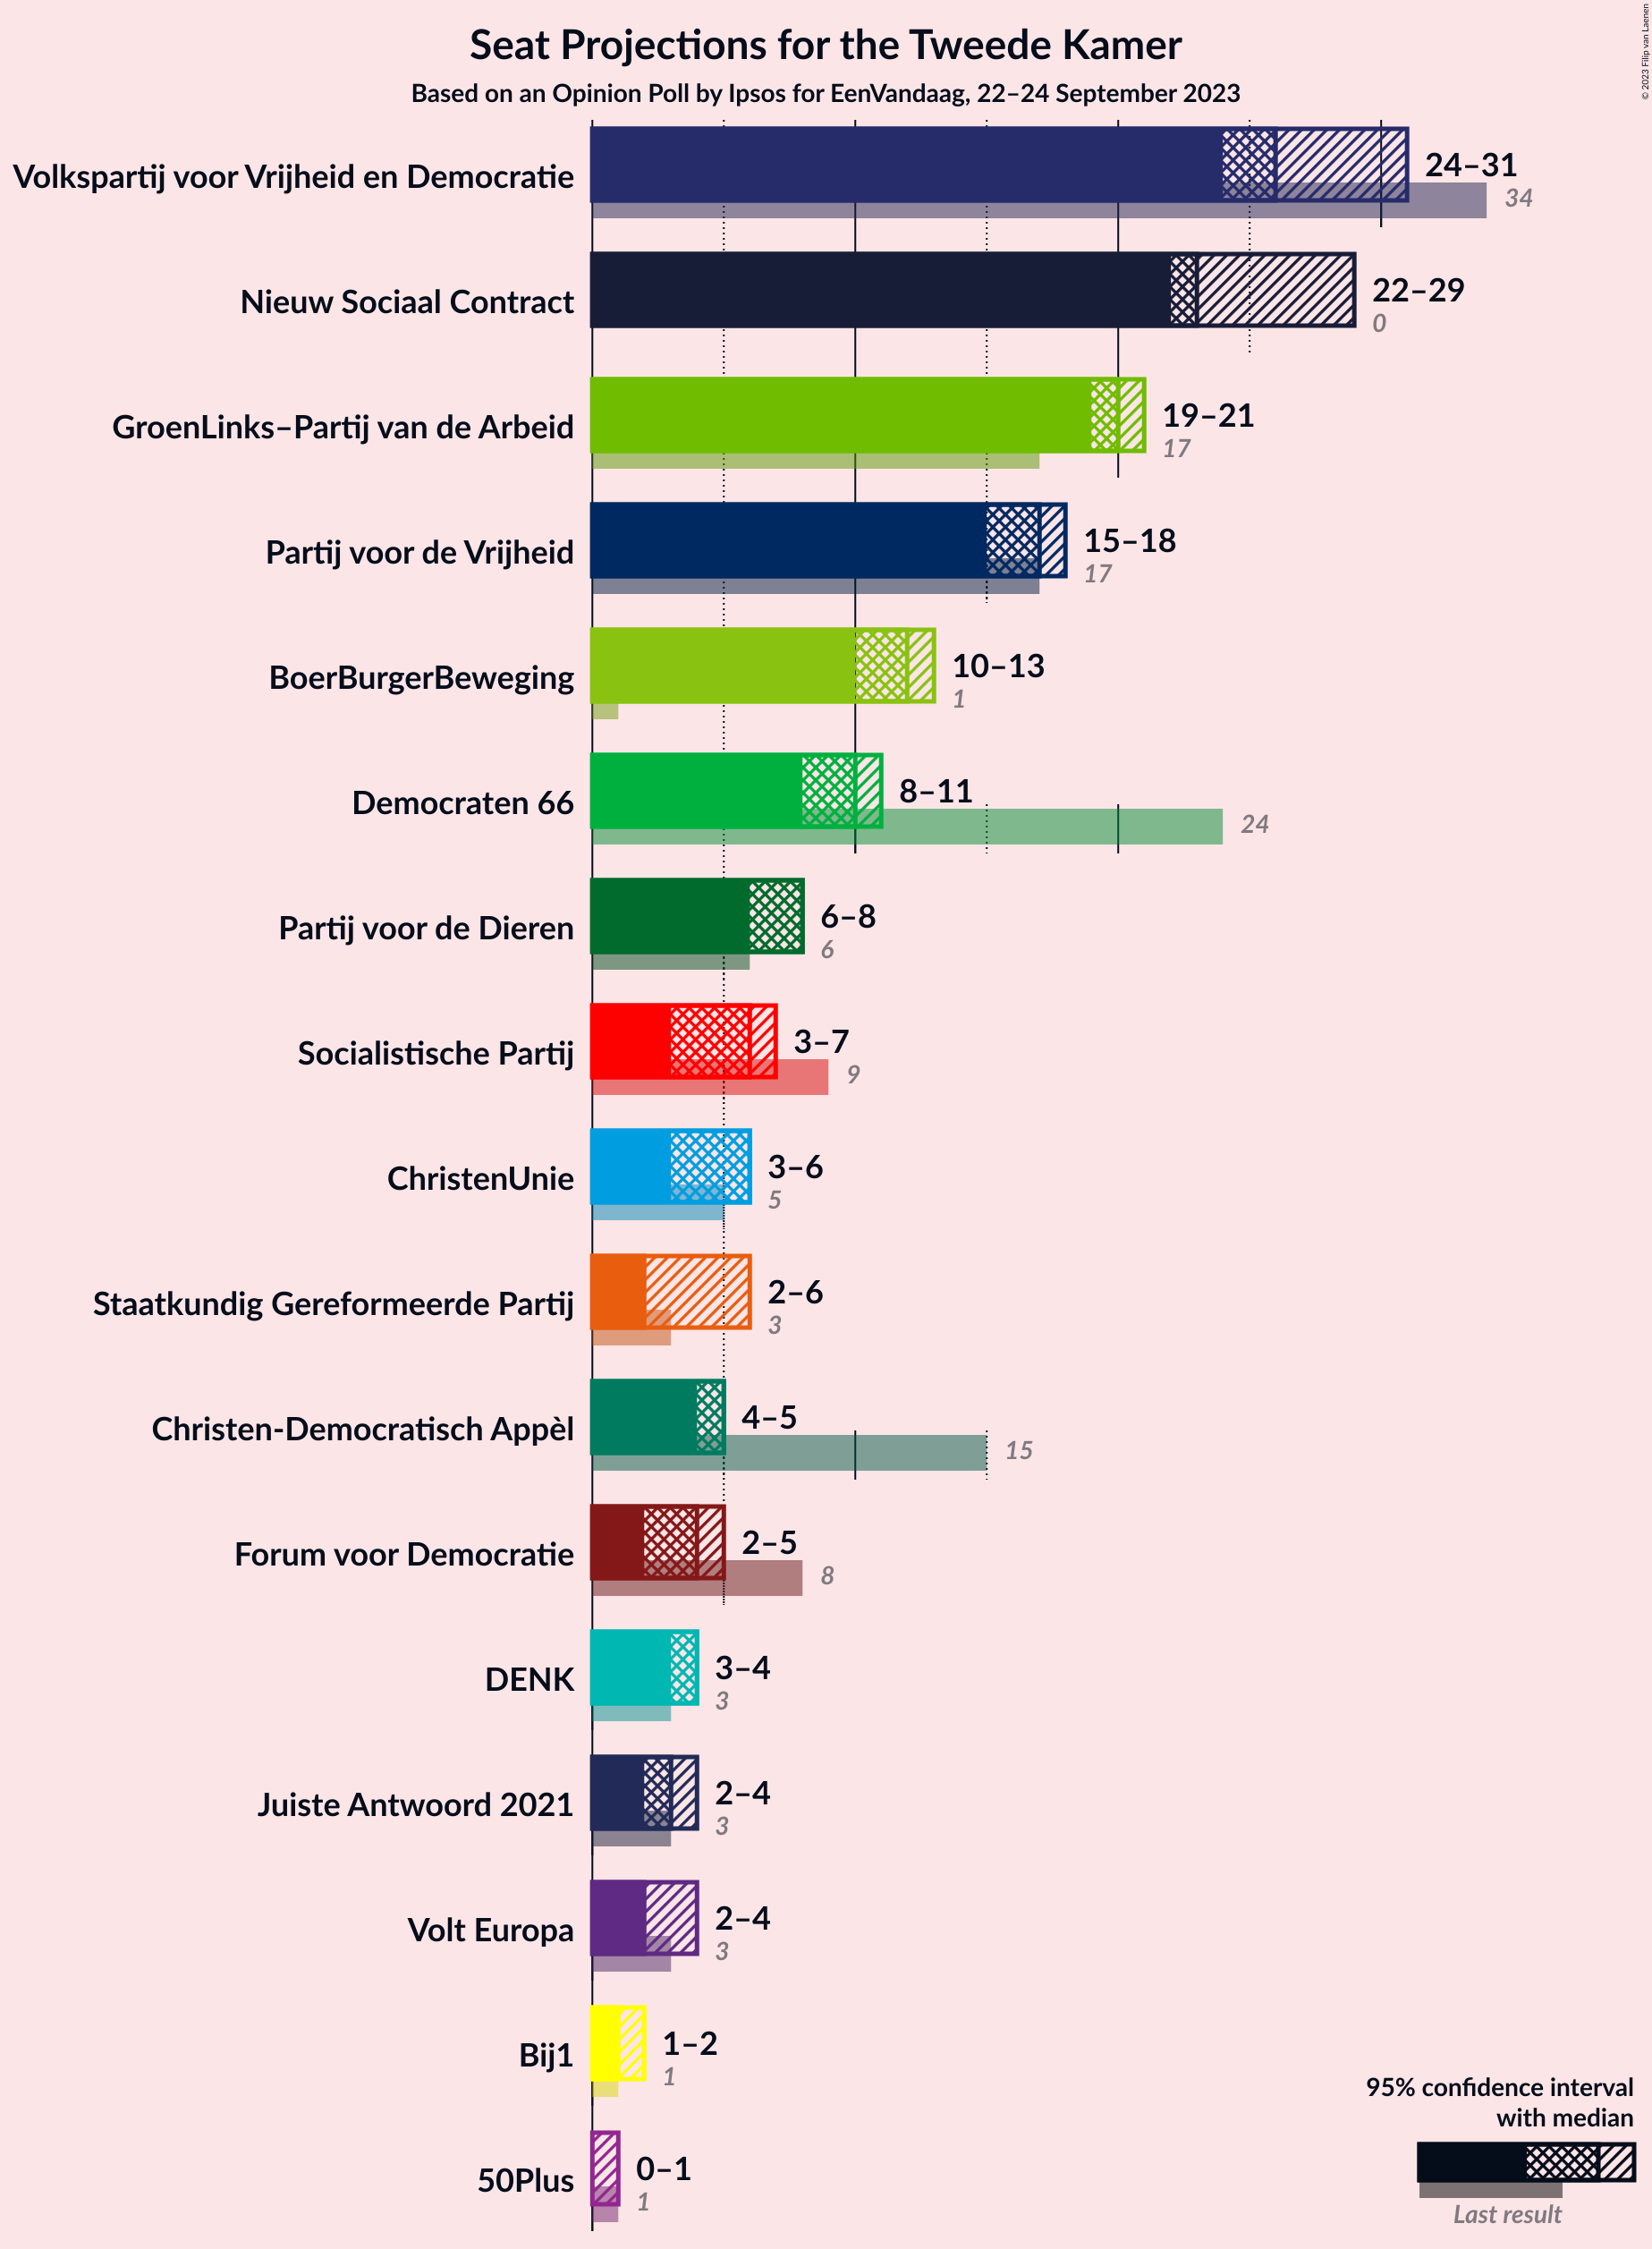 Seat Projections for the Tweede Kamer
Based on an Opinion Poll by Ipsos for EenVandaag, 22–24 September 2023
© 2023 Filip van Laenen
Volkspartij voor Vrijheid en Democratie
24–31
34
Nieuw Sociaal Contract
22–29
0
GroenLinks–Partij van de Arbeid
19–21
17
Partij voor de Vrijheid
15–18
17
BoerBurgerBeweging
10–13
1
Democraten 66
8–11
24
Partij voor de Dieren
6–8
6
Socialistische Partij
3–7
9
ChristenUnie
3–6
5
Staatkundig Gereformeerde Partij
2–6
3
Christen-Democratisch Appèl
4–5
15
Forum voor Democratie
2–5
8
DENK
3–4
3
Juiste Antwoord 2021
2–4
3
Volt Europa
2–4
3
Bij1
1–2
1
50Plus
0–1
1
95% confidence interval
with median
Last result